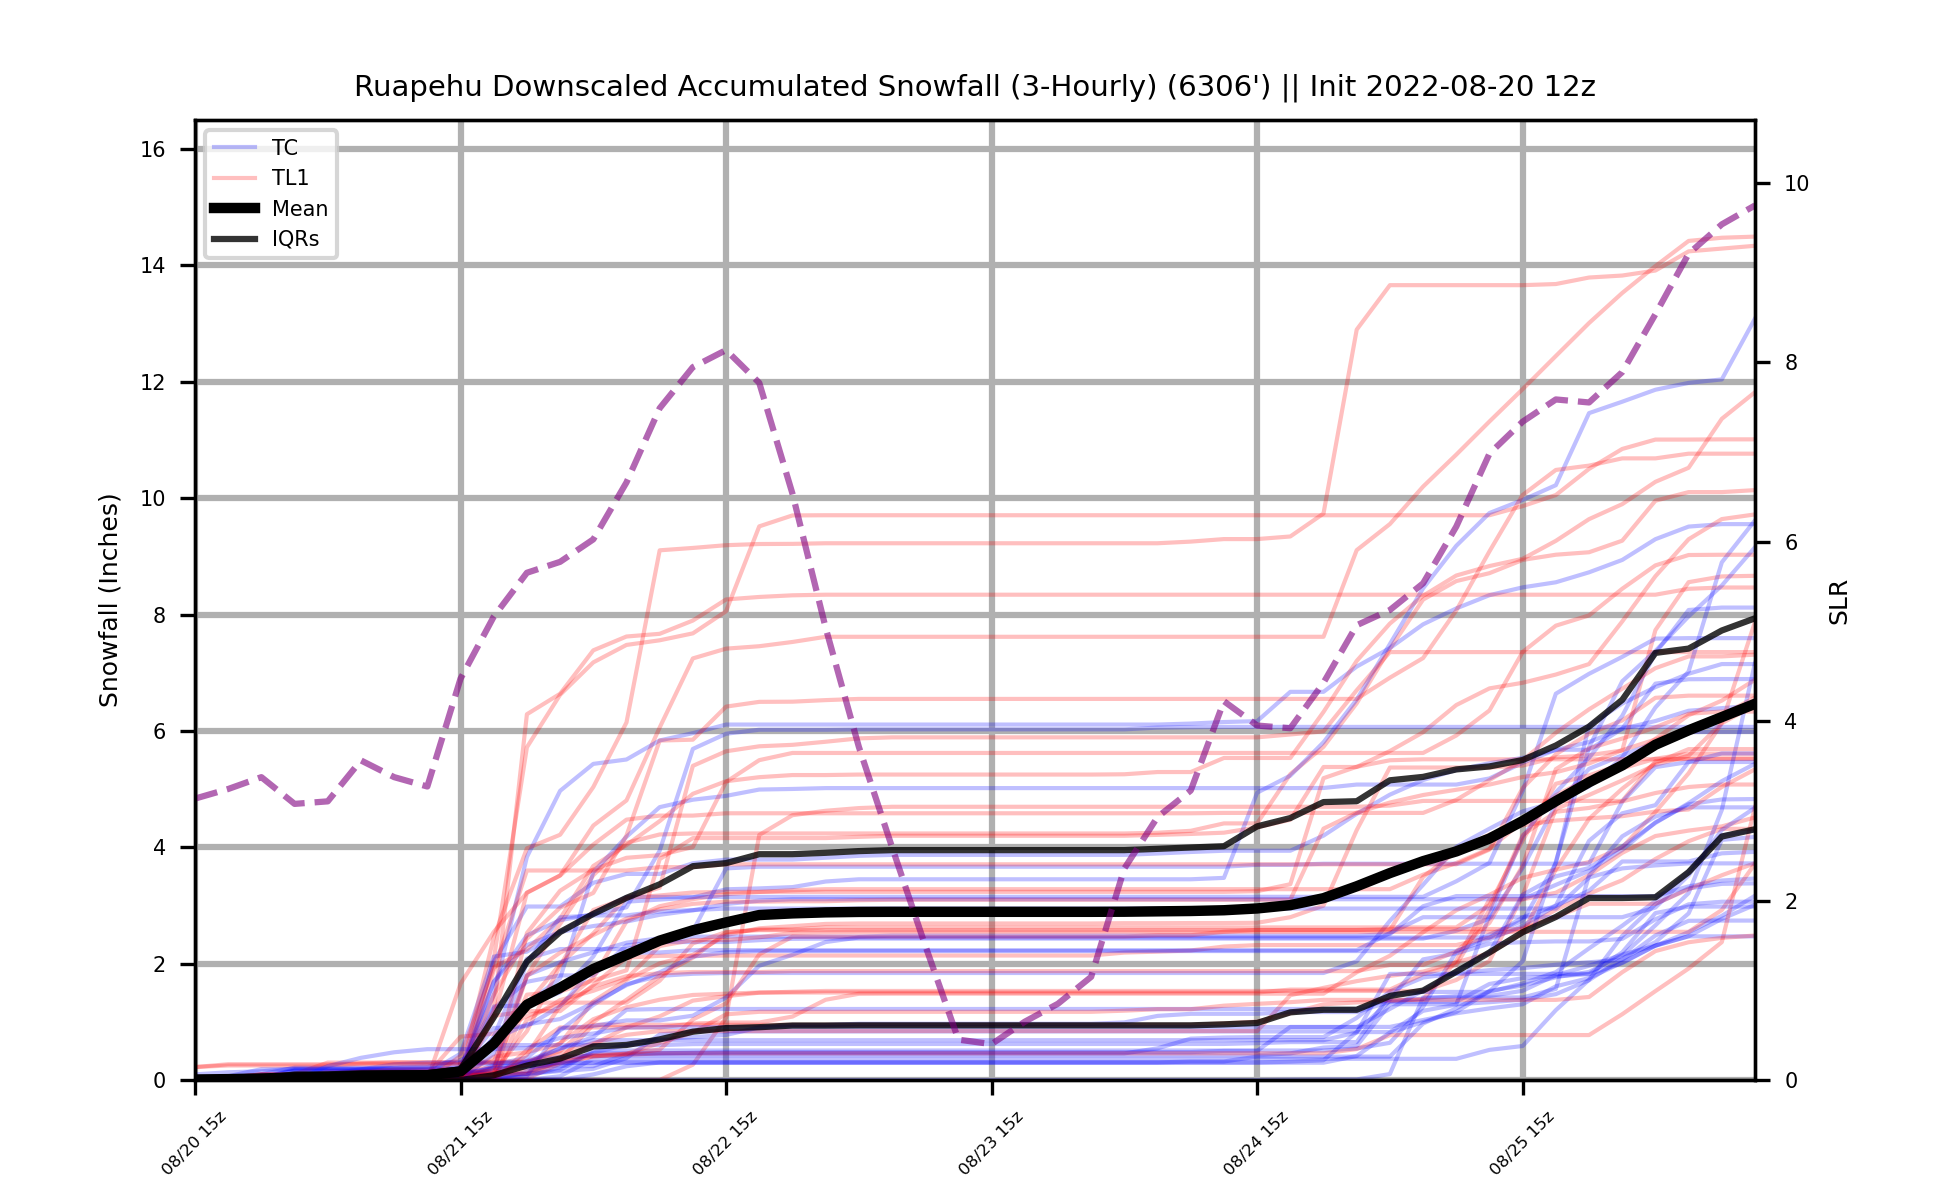 Ruapehu Downscaled Accumulated Snowfall (3-Hourly) (6306') || Init 2022-08-20 12z
TC
TL1
Mean
IQRs
Snowfall (Inches)
16
14
12
10
8
6
4
2
0
SLR
10
8
6
4
2
0
08/20 15z
08/21 15z
08/22 15z
08/23 15z
08/24 15z
08/25 15z